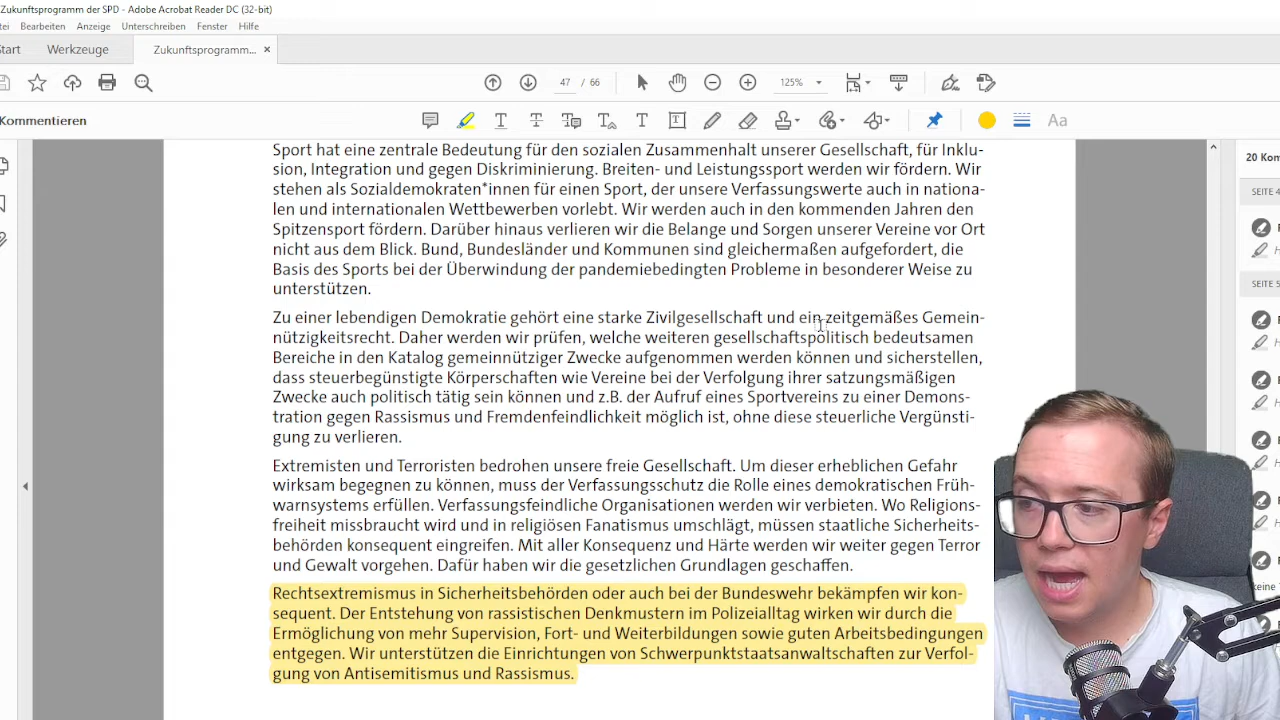 Zukunftsprogramm der SPD - Adobe Acrobat Reader DC (32-bit)
Bearbeiten Anzeige Unterschreiben Fenster Hilfe
Werkzeuge Zukunftsprogramm... ×
47 / 66 125%
Kommentieren Aa
Sport hat eine zentrale Bedeutung für den sozialen Zusammenhalt unserer Gesellschaft, für Inklu-
sion, Integration und gegen Diskriminierung. Breiten- und Leistungssport werden wir fördern. Wir
stehen als Sozialdemokraten*innen für einen Sport, der unsere Verfassungswerte auch in nationa-
len und internationalen Wettbewerben vorlebt. Wir werden auch in den kommenden Jahren den
Spitzensport fördern. Darüber hinaus verlieren wir die Belange und Sorgen unserer Vereine vor Ort
nicht aus dem Blick. Bund, Bundesländer und Kommunen sind gleichermaßen aufgefordert, die
Basis des Sports bei der Überwindung der pandemiebedingten Probleme in besonderer Weise zu
unterstützen.
Zu einer lebendigen Demokratie gehört eine starke Zivilgesellschaft und ein zeitgemäßes Gemein-
nützigkeitsrecht. Daher werden wir prüfen, welche weiteren gesellschaftspolitisch bedeutsamen
Bereiche in den Katalog gemeinnütziger Zwecke aufgenommen werden können und sicherstellen,
dass steuerbegünstigte Körperschaften wie Vereine bei der Verfolgung ihrer satzungsmäßigen
Zwecke auch politisch tätig sein können und z.B. der Aufruf eines Sportvereins zu einer Demons-
tration gegen Rassismus und Fremdenfeindlichkeit möglich ist, ohne diese steuerliche Vergünsti-
gung zu verlieren.
Extremisten und Terroristen bedrohen unsere freie Gesellschaft. Um dieser erheblichen Gefahr
wirksam begegnen zu können, muss der Verfassungsschutz die Rolle eines demokratischen Früh-
warnsystems erfüllen. Verfassungsfeindliche Organisationen werden wir verbieten. Wo Religions-
freiheit missbraucht wird und in religiösen Fanatismus umschlägt, müssen staatliche Sicherheits-
behörden konsequent eingreifen. Mit aller Konsequenz und Härte werden wir weiter gegen Terror
und Gewalt vorgehen. Dafür haben wir die gesetzlichen Grundlagen geschaffen.
Rechtsextremismus in Sicherheitsbehörden oder auch bei der Bundeswehr bekämpfen wir kon-
sequent. Der Entstehung von rassistischen Denkmustern im Polizeialltag wirken wir durch die
Ermöglichung von mehr Supervision, Fort- und Weiterbildungen sowie guten Arbeitsbedingungen
entgegen. Wir unterstützen die Einrichtungen von Schwerpunktstaatsanwaltschaften zur Verfol-
gung von Antisemitismus und Rassismus.
20 Kom
SEITE 4
SEITE 5